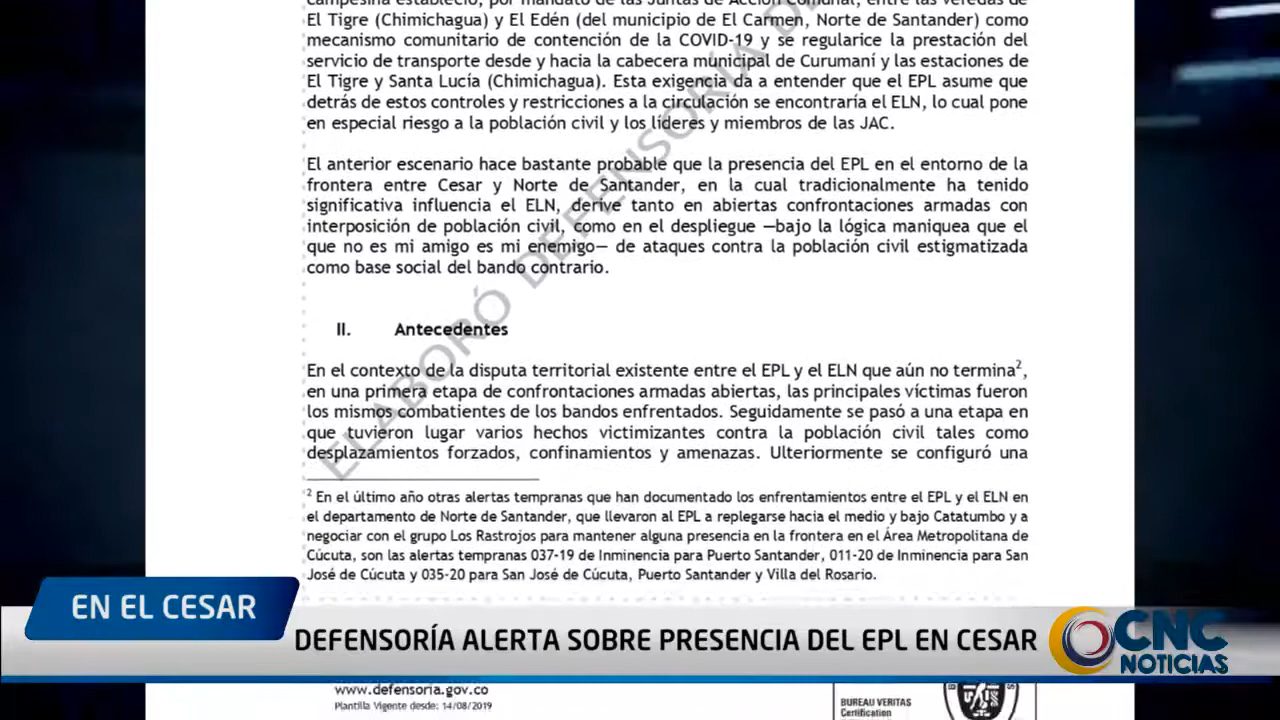 campesina estableció, por mandato de las Juntas de Acción Comunal, entre las veredas de
El Tigre (Chimichagua) y El Edén (del municipio de El Carmen, Norte de Santander) como
mecanismo comunitario de contención de la COVID-19 y se regularice la prestación del
servicio de transporte desde y hacia la cabecera municipal de Curumaní y las estaciones de
El Tigre y Santa Lucía (Chimichagua). Esta exigencia da a entender que el EPL asume que
detrás de estos controles y restricciones a la circulación se encontraría el ELN, lo cual pone
en especial riesgo a la población civil y los líderes y miembros de las JAC.
El anterior escenario hace bastante probable que la presencia del EPL en el entorno de la
frontera entre Cesar y Norte de Santander, en la cual tradicionalmente ha tenido
significativa influencia el ELN, derive tanto en abiertas confrontaciones armadas con
interposición de población civil, como en el despliegue —bajo la lógica maniquea que el
que no es mi amigo es mi enemigo— de ataques contra la población civil estigmatizada
como base social del bando contrario.
II. Antecedentes
En el contexto de la disputa territorial existente entre el EPL y el ELN que aún no termina2,
en una primera etapa de confrontaciones armadas abiertas, las principales víctimas fueron
los mismos combatientes de los bandos enfrentados. Seguidamente se pasó a una etapa en
que tuvieron lugar varios hechos victimizantes contra la población civil tales como
desplazamientos forzados, confinamientos y amenazas. Ulteriormente se configuró una
2 En el último año otras alertas tempranas que han documentado los enfrentamientos entre el EPL y el ELN en
el departamento de Norte de Santander, que llevaron al EPL a replegarse hacia el medio y bajo Catatumbo y a
negociar con el grupo Los Rastrojos para mantener alguna presencia en la frontera en el Área Metropolitana de
Cúcuta, son las alertas tempranas 037-19 de Inminencia para Puerto Santander, 011-20 de Inminencia para San
José de Cúcuta y 035-20 para San José de Cúcuta, Puerto Santander y Villa del Rosario.
ELABORÓ DEFENSORÍA DE
EN EL CESAR
DEFENSORÍA ALERTA SOBRE PRESENCIA DEL EPL EN CESAR
CNC
NOTICIAS
www.defensoria.gov.co
Plantilla Vigente desde: 14/08/2019
BUREAU VERITAS
Certification